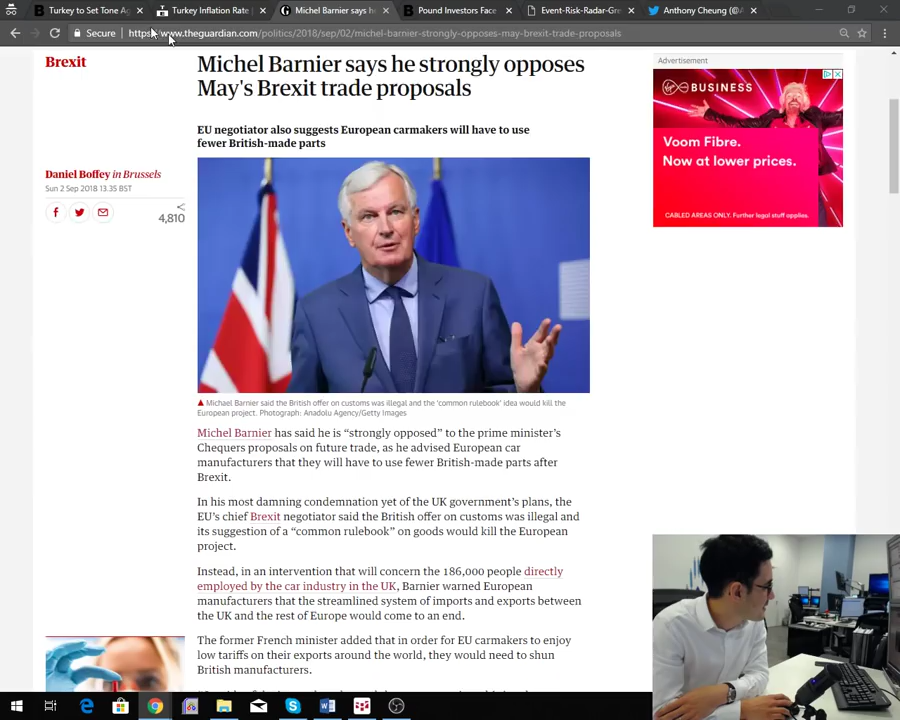 Turkey to Set Tone Ag
Turkey Inflation Rate |
Michel Barnier says he
Pound Investors Face
Event-Risk-Radar-Gre
Anthony Cheung (@A
Secure
https://www.theguardian.com/politics/2018/sep/02/michel-barnier-strongly-opposes-may-brexit-trade-proposals
Brexit
Michel Barnier says he strongly opposes
May's Brexit trade proposals
EU negotiator also suggests European carmakers will have to use
fewer British-made parts
Daniel Boffey in Brussels
Sun 2 Sep 2018 13.35 BST
4,810
Advertisement
BUSINESS
Voom Fibre.
Now at lower prices.
CABLED AREAS ONLY. Further legal stuff applies.
Michael Barnier said the British offer on customs was illegal and the 'common rulebook' idea would kill the
European project. Photograph: Anadolu Agency/Getty Images
Michel Barnier has said he is “strongly opposed” to the prime minister’s
Chequers proposals on future trade, as he advised European car
manufacturers that they will have to use fewer British-made parts after
Brexit.
In his most damning condemnation yet of the UK government’s plans, the
EU’s chief Brexit negotiator said the British offer on customs was illegal and
its suggestion of a “common rulebook” on goods would kill the European
project.
Instead, in an intervention that will concern the 186,000 people directly
employed by the car industry in the UK, Barnier warned European
manufacturers that the streamlined system of imports and exports between
the UK and the rest of Europe would come to an end.
The former French minister added that in order for EU carmakers to enjoy
low tariffs on their exports around the world, they would need to shun
British manufacturers.